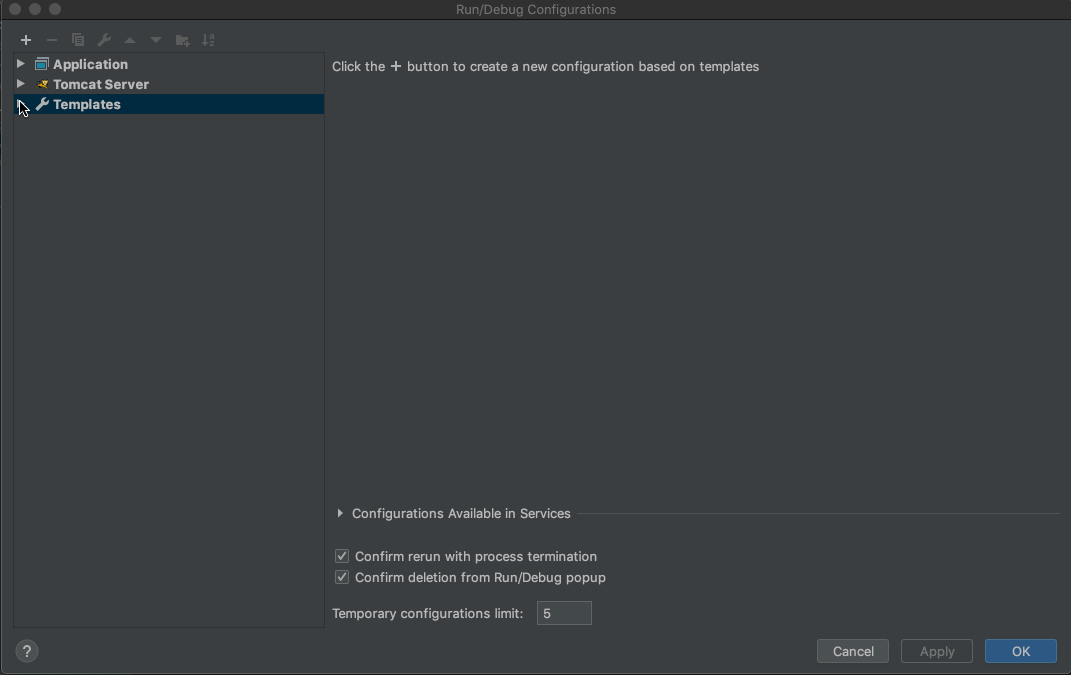 Run/Debug Configurations
Application
Tomcat Server
Templates
Click the + button to create a new configuration based on templates
Configurations Available in Services
Confirm rerun with process termination
Confirm deletion from Run/Debug popup
Temporary configurations limit: 5
? Cancel Apply OK